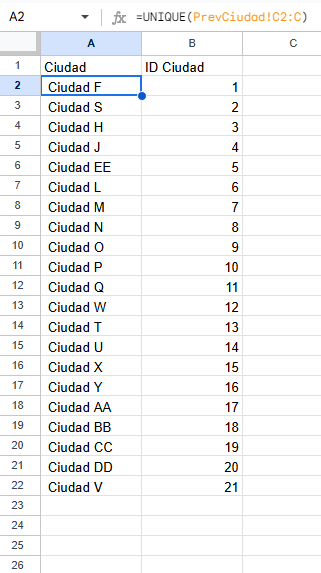 A2 fx =UNIQUE(PrevCiudad!C2:C)
A B C
1 Ciudad ID Ciudad
2 Ciudad F 1
3 Ciudad S 2
4 Ciudad H 3
5 Ciudad J 4
6 Ciudad EE 5
7 Ciudad L 6
8 Ciudad M 7
9 Ciudad N 8
10 Ciudad O 9
11 Ciudad P 10
12 Ciudad Q 11
13 Ciudad W 12
14 Ciudad T 13
15 Ciudad U 14
16 Ciudad X 15
17 Ciudad Y 16
18 Ciudad AA 17
19 Ciudad BB 18
20 Ciudad CC 19
21 Ciudad DD 20
22 Ciudad V 21
23
24
25
26